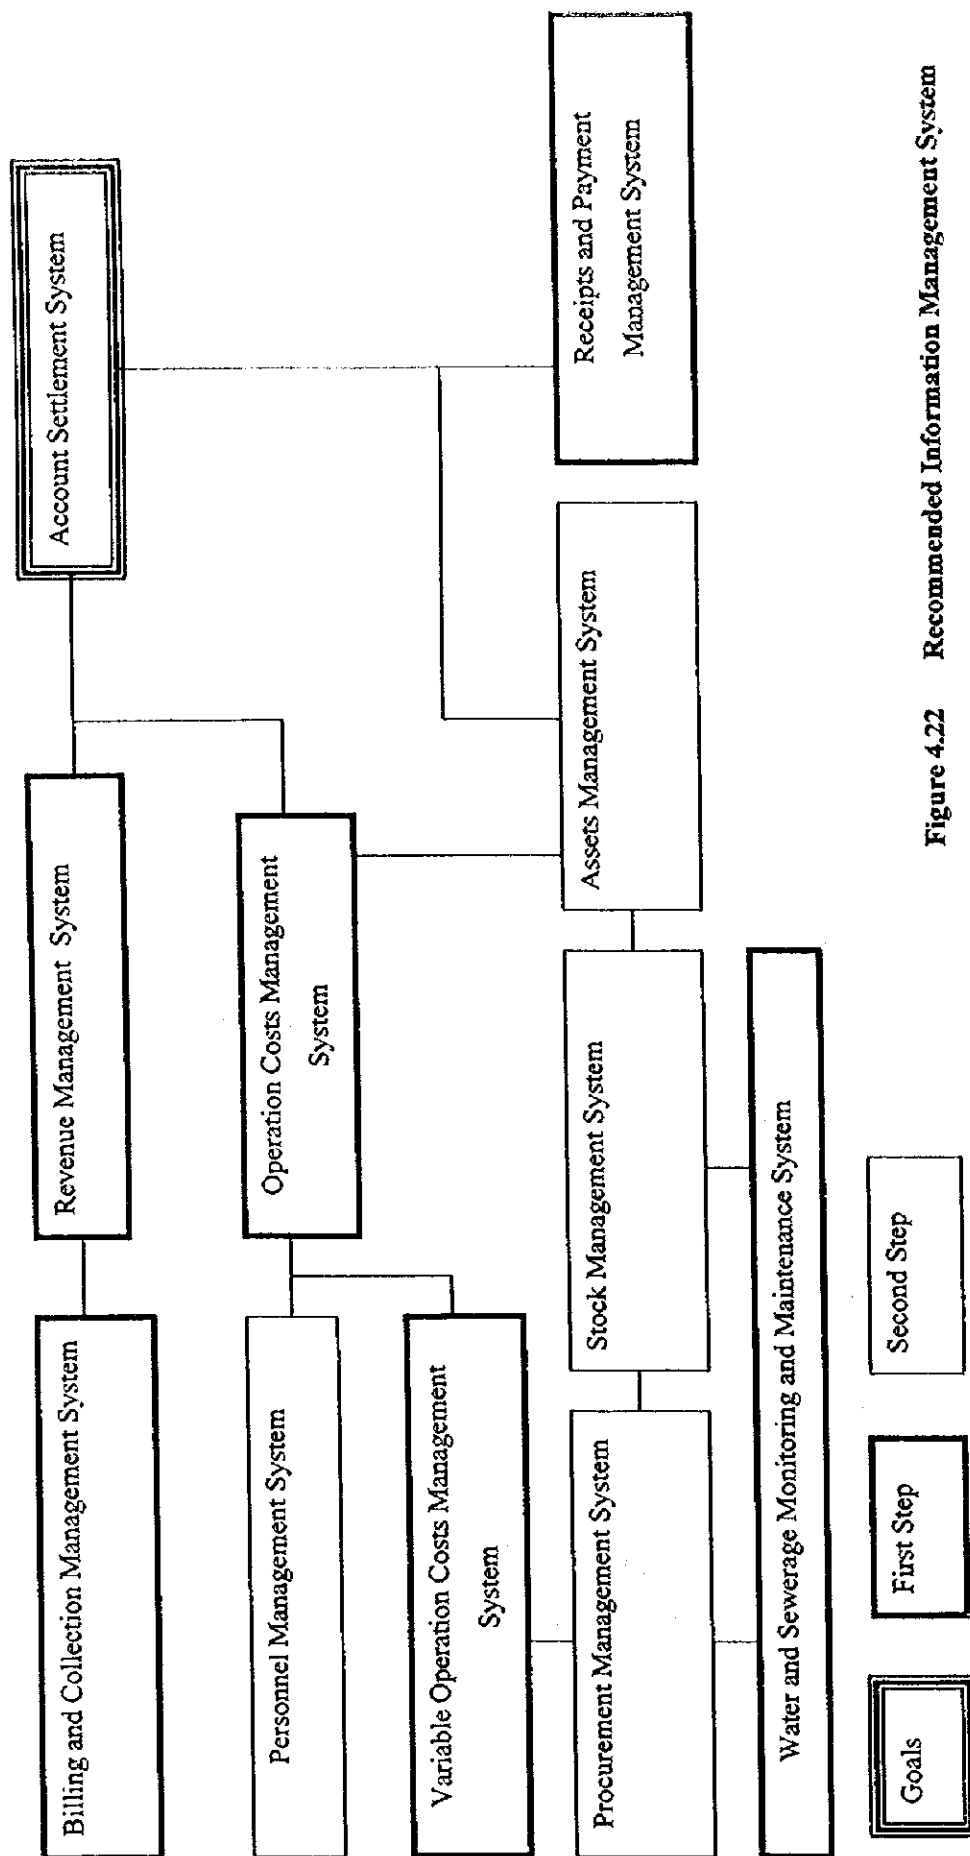 Account Settlement System
Billing and Collection Management System
Revenue Management System
Personnel Management System
Operation Costs Management
System
Variable Operation Costs Management
System
Procurement Management System
Stock Management System
Assets Management System
Receipts and Payment
Management System
Water and Sewerage Monitoring and Maintenance System
Goals
First Step
Second Step
Figure 4.22 Recommended Information Management System